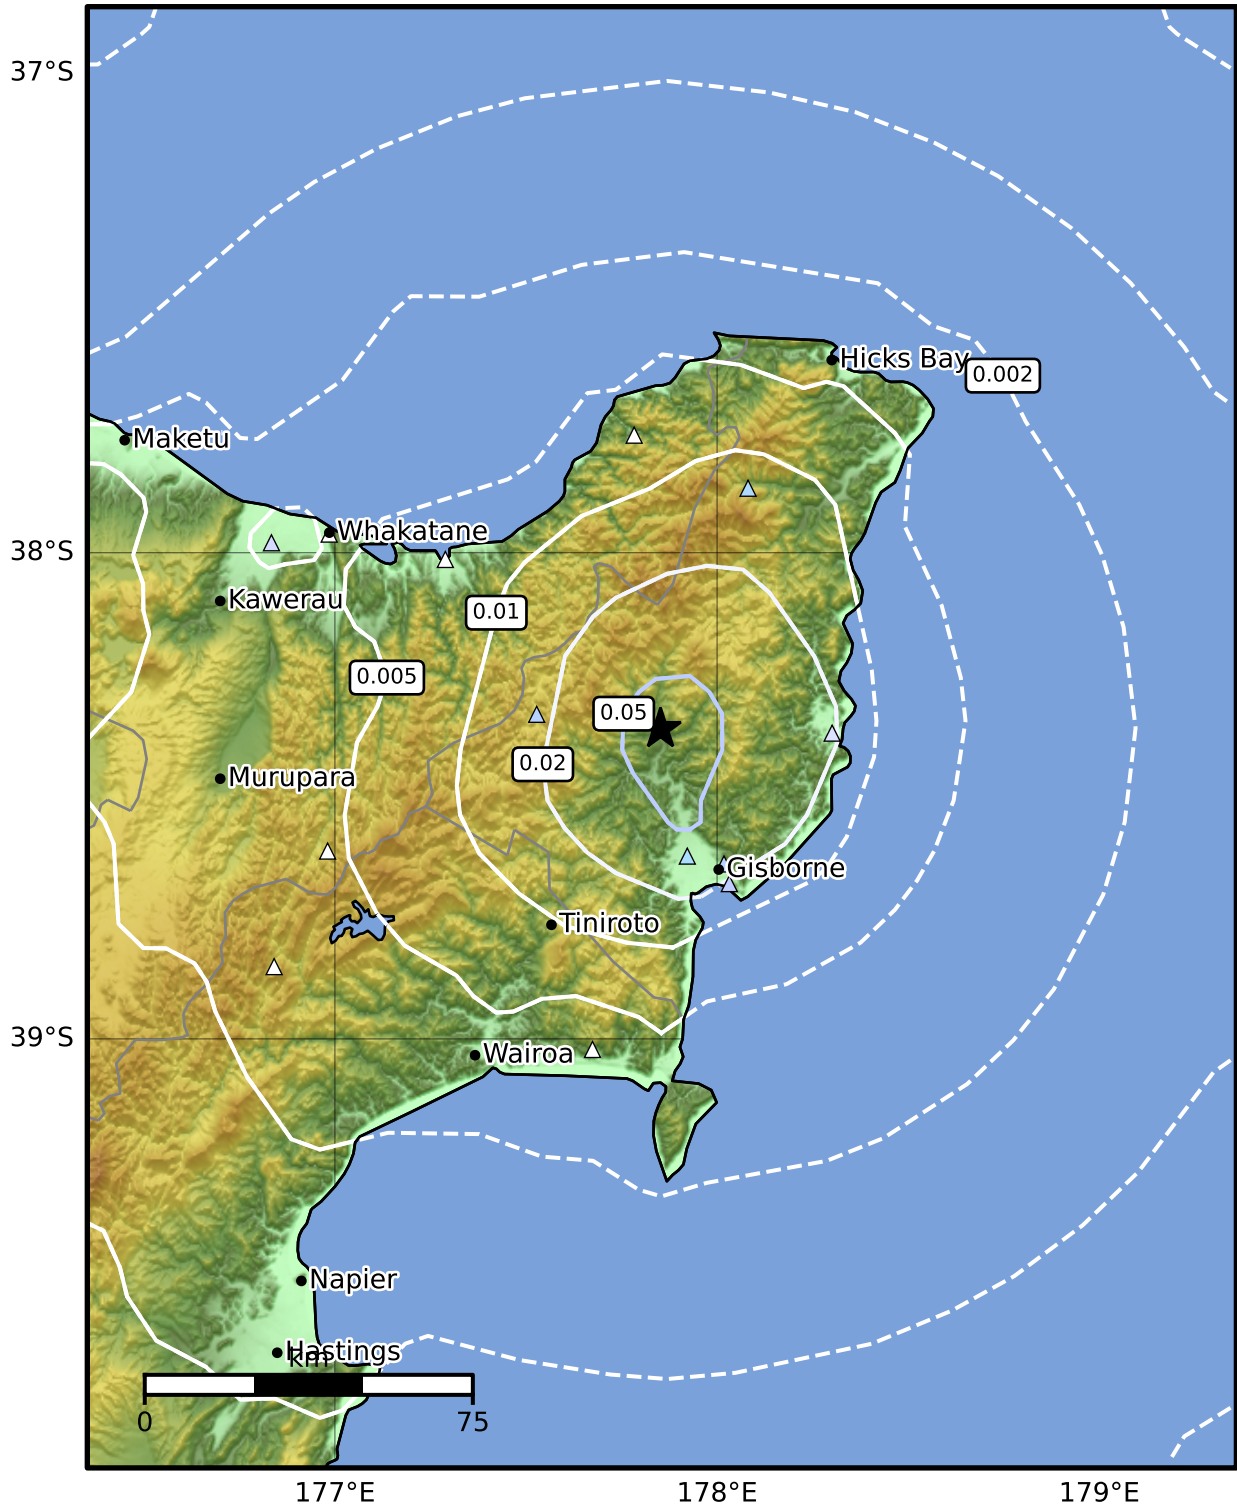 37°S
Hicks Bay
0.002
Maketu
Whakatane
38°S
Kawerau
0.01
0.005
0.05
0.02
Murupara
Gisborne
Tiniroto
39°S
Wairoa
Napier
Hastings
km
0
75
177°E
178°E
179°E